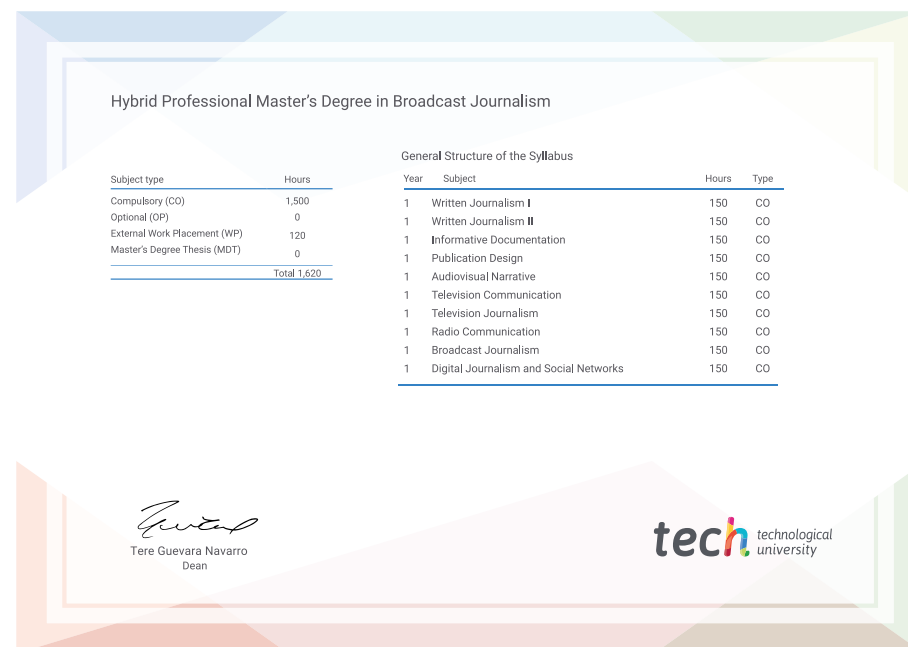 Hybrid Professional Master's Degree in Broadcast Journalism
General Structure of the Syllabus
Subject type Hours
Compulsory (CO) 1,500
Optional (OP) 0
External Work Placement (WP) 120
Master's Degree Thesis (MDT) 0
Total 1,620
Year Subject Hours Type
1 Written Journalism I 150 CO
1 Written Journalism II 150 CO
1 Informative Documentation 150 CO
1 Publication Design 150 CO
1 Audiovisual Narrative 150 CO
1 Television Communication 150 CO
1 Television Journalism 150 CO
1 Radio Communication 150 CO
1 Broadcast Journalism 150 CO
1 Digital Journalism and Social Networks 150 CO
Tere Guevara Navarro
Dean
tech technological
university